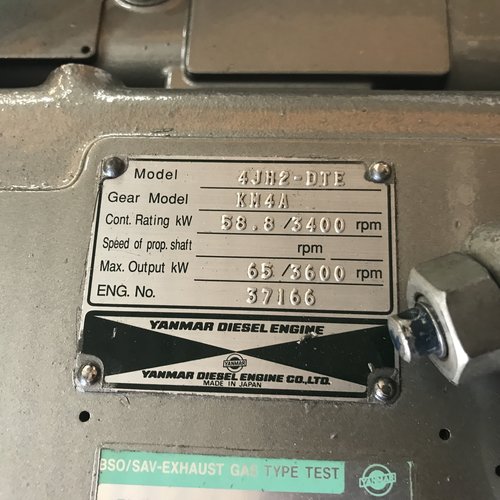 Model 4JH2-DTE
Gear Model KM4A
Cont. Rating kW 58.8/3400 rpm
Speed of prop. shaft rpm
Max. Output kW 65/3600 rpm
ENG. No. 37166
YANMAR DIESEL ENGINE
YANMAR
YANMAR DIESEL ENGINE CO.,LTD.
MADE IN JAPAN
BSO/SAV-EXHAUST GAS TYPE TEST
YANMAR